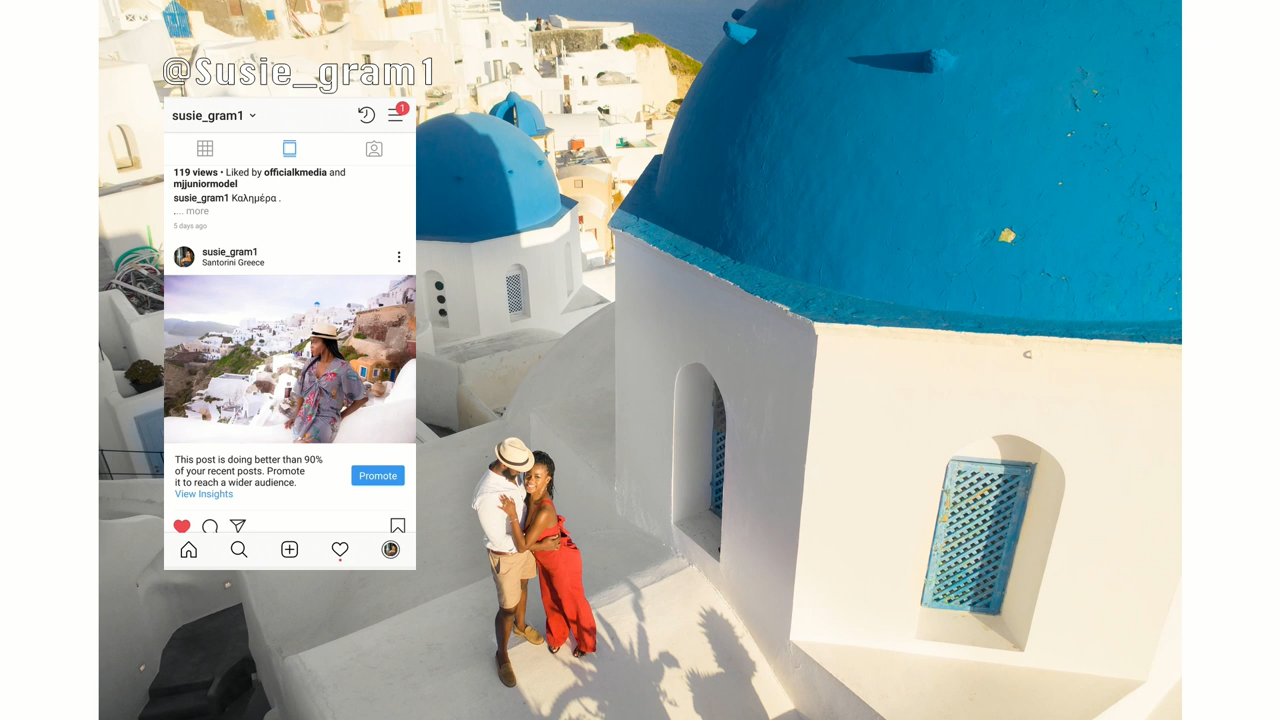 @Susie_gram1
susie_gram1
1
119 views • Liked by officialkmedia and
mjjuniormodel
susie_gram1 Καλημέρα .
.... more
5 days ago
susie_gram1
Santorini Greece
This post is doing better than 90%
of your recent posts. Promote
it to reach a wider audience.
View Insights
Promote